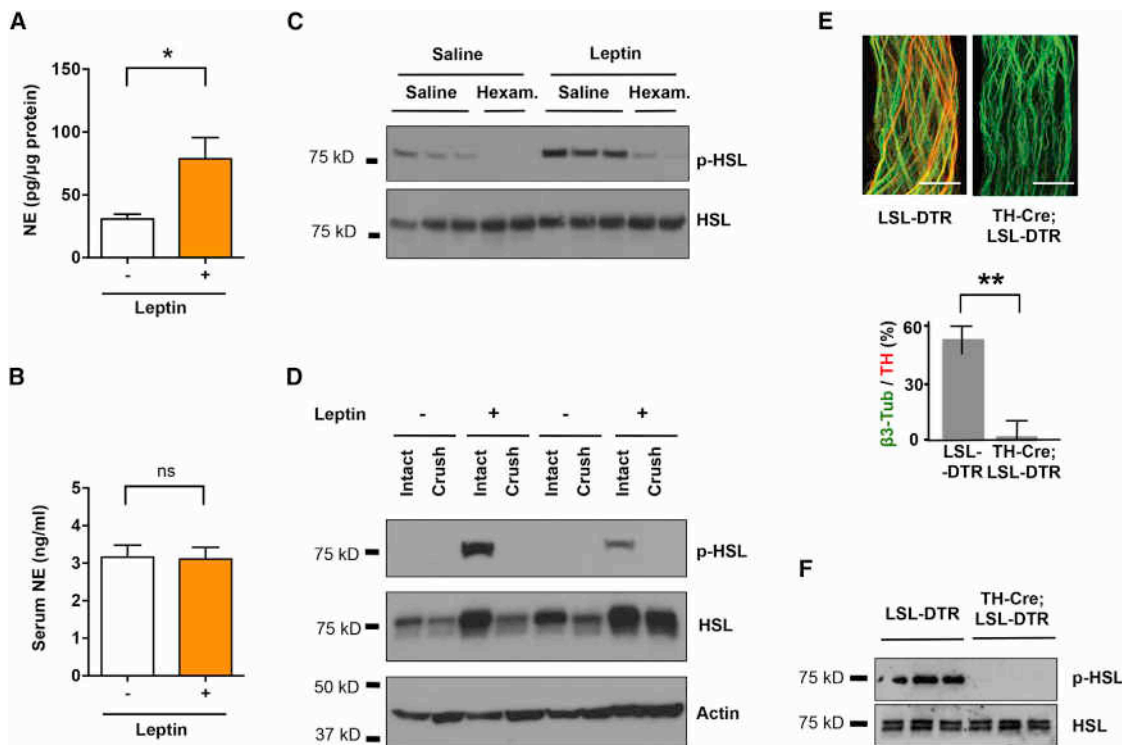 A
*
150
100
50
0
NE (pg/µg protein)
- +
Leptin
B
ns
5
4
3
2
1
0
Serum NE (ng/ml)
- +
Leptin
C
Saline Leptin
Saline Hexam. Saline Hexam.
75 kD p-HSL
75 kD HSL
D
Leptin - + - +
Intact Crush Intact Crush Intact Crush Intact Crush
75 kD p-HSL
75 kD HSL
50 kD
37 kD
Actin
E
LSL-DTR TH-Cre;
LSL-DTR
**
60
30
0
β3-Tub / TH (%)
LSL- TH-Cre;
-DTR LSL-DTR
F
LSL-DTR TH-Cre;
LSL-DTR
75 kD p-HSL
75 kD HSL